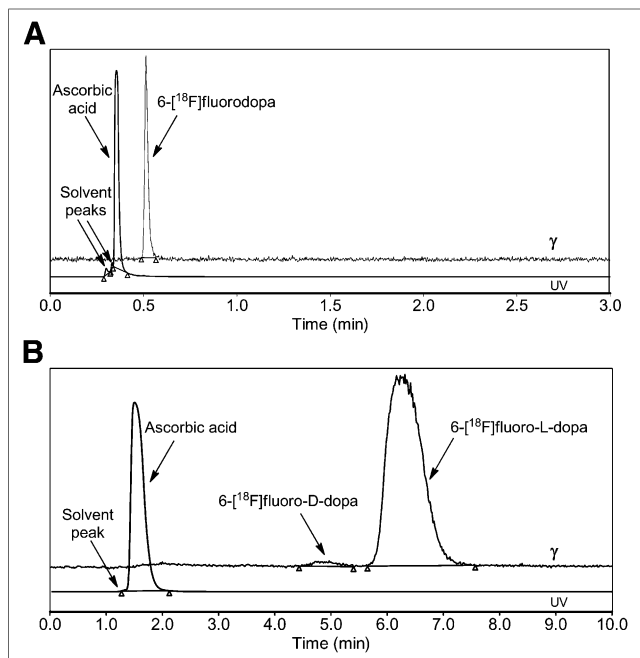 A
Ascorbic
acid
6-[¹⁸F]fluorodopa
Solvent
peaks
γ
UV
0.0 0.5 1.0 1.5 2.0 2.5 3.0
Time (min)
B
Ascorbic acid
6-[¹⁸F]fluoro-L-dopa
6-[¹⁸F]fluoro-D-dopa
Solvent
peak
γ
UV
0.0 1.0 2.0 3.0 4.0 5.0 6.0 7.0 8.0 9.0 10.0
Time (min)